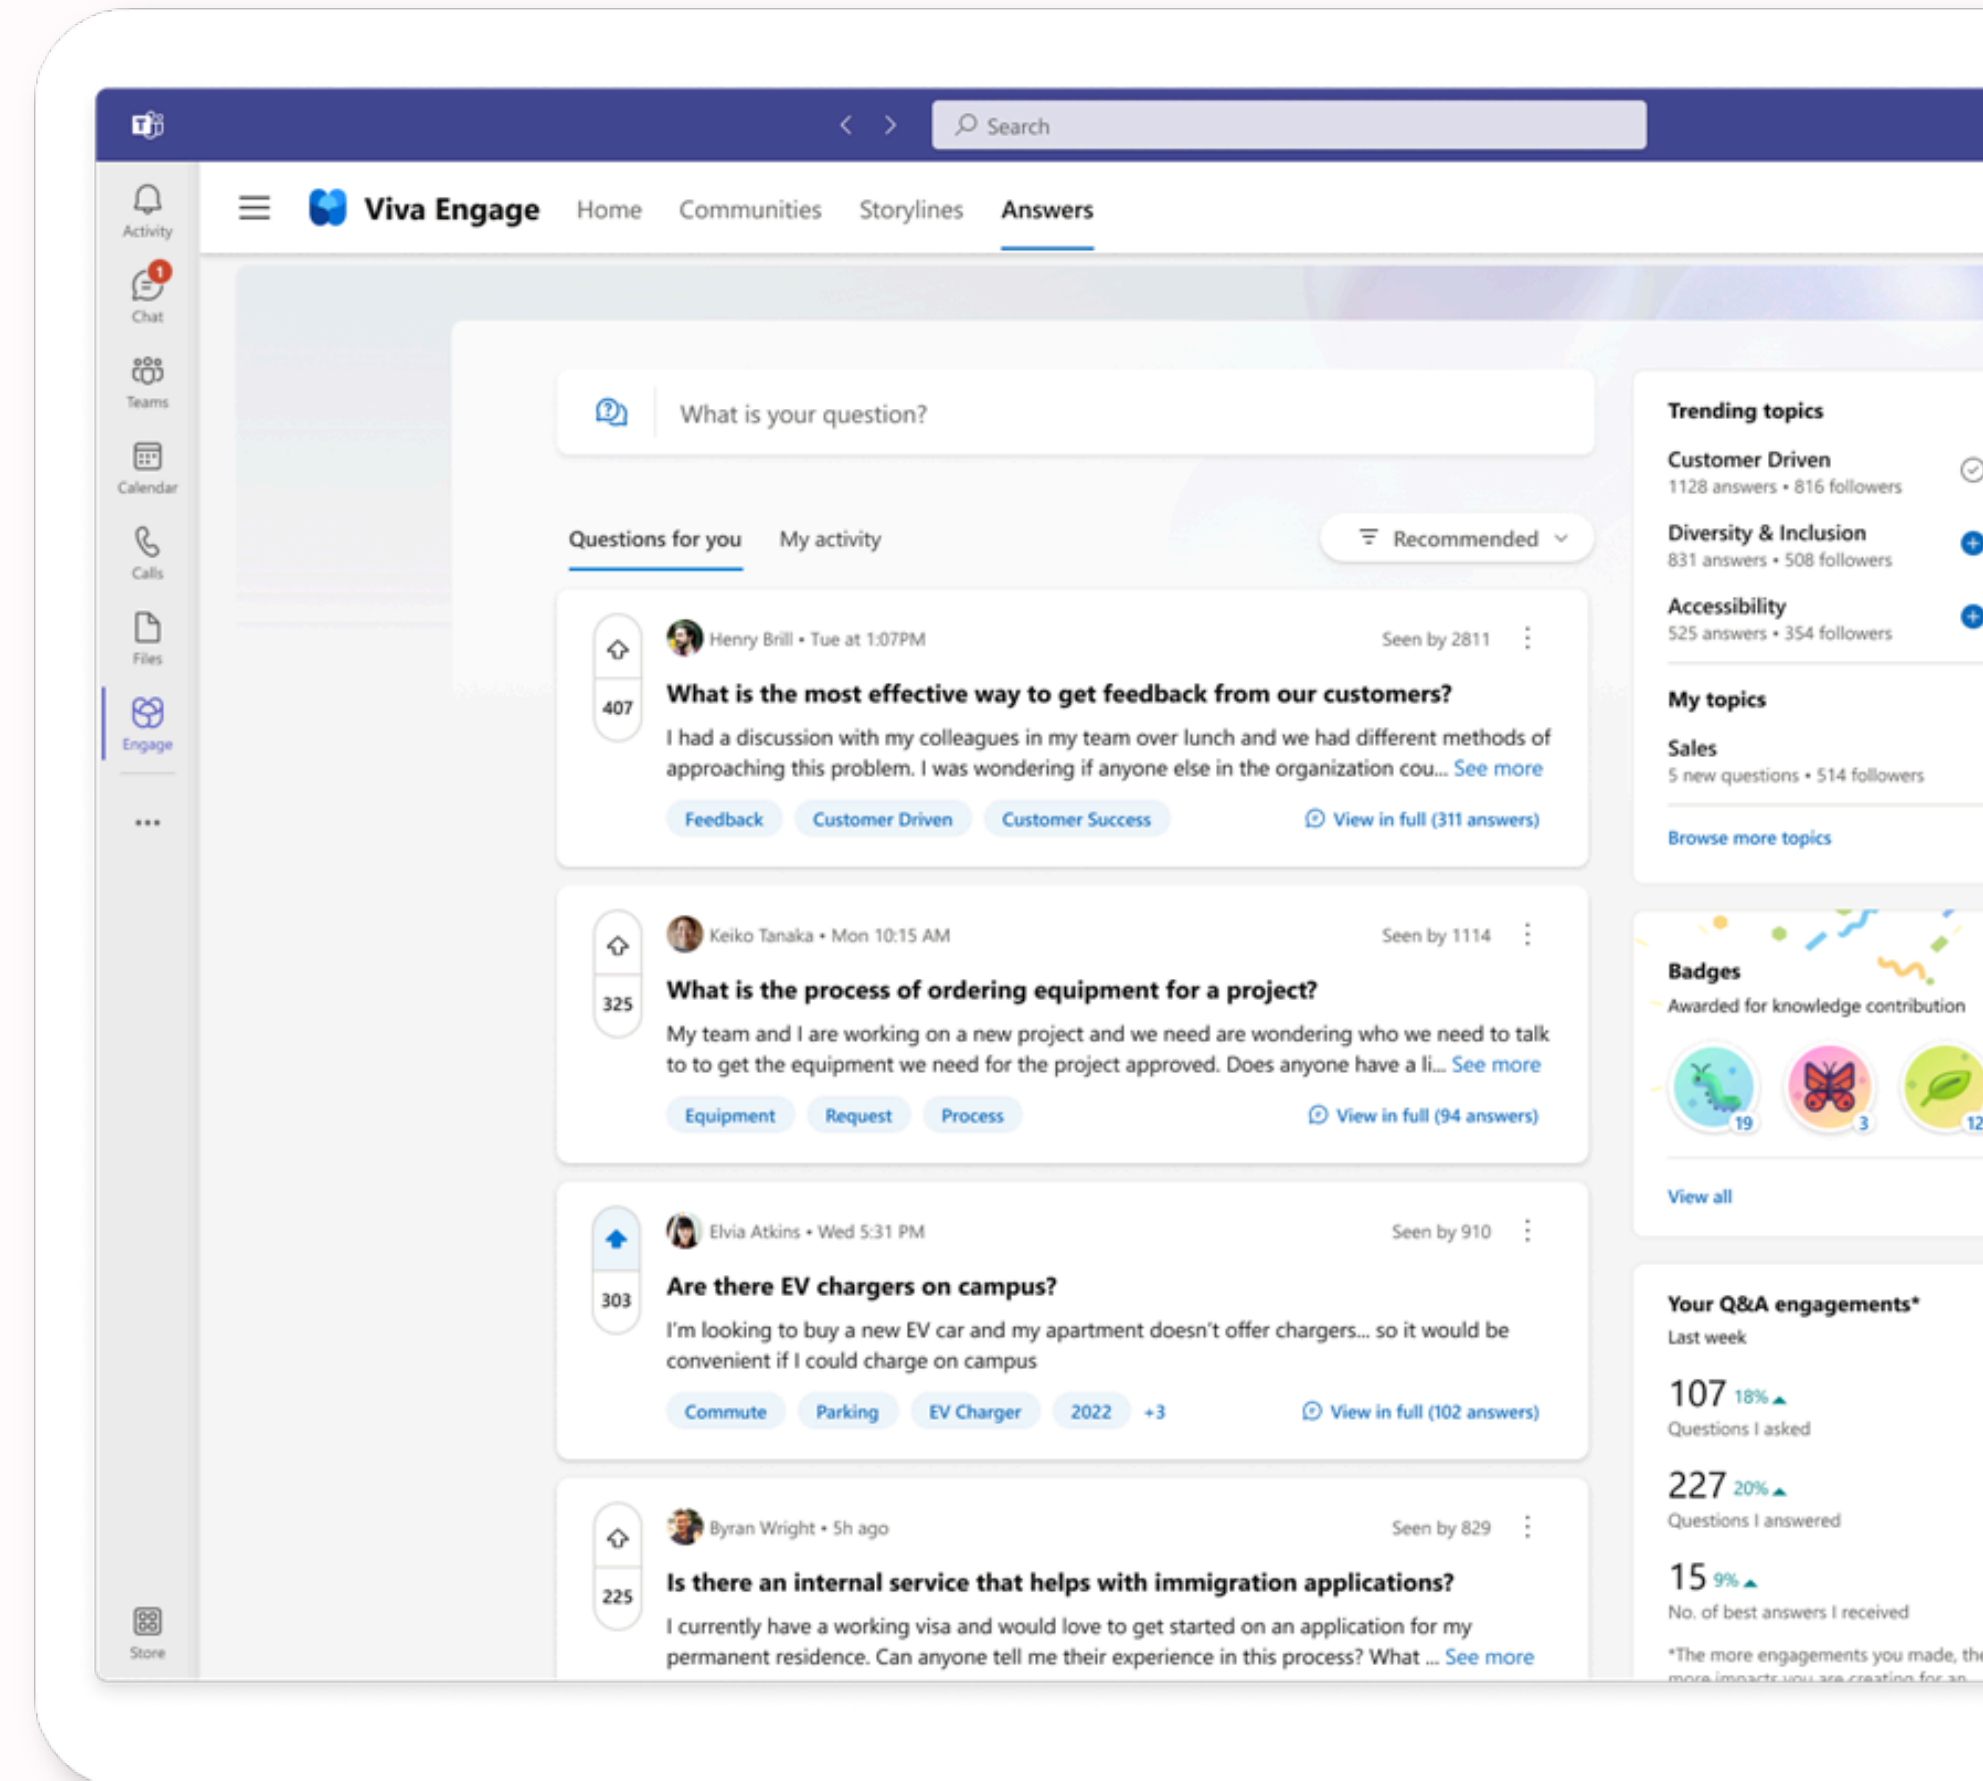 Search
Activity
1
Chat
Teams
Calendar
Calls
Files
Engage
Store
Viva Engage Home Communities Storylines Answers
What is your question?
Questions for you My activity Recommended
Henry Brill • Tue at 1:07PM Seen by 2811
407
What is the most effective way to get feedback from our customers?
I had a discussion with my colleagues in my team over lunch and we had different methods of
approaching this problem. I was wondering if anyone else in the organization cou... See more
Feedback Customer Driven Customer Success View in full (311 answers)
Keiko Tanaka • Mon 10:15 AM Seen by 1114
325
What is the process of ordering equipment for a project?
My team and I are working on a new project and we need are wondering who we need to talk
to to get the equipment we need for the project approved. Does anyone have a li... See more
Equipment Request Process View in full (94 answers)
Elvia Atkins • Wed 5:31 PM Seen by 910
303
Are there EV chargers on campus?
I'm looking to buy a new EV car and my apartment doesn't offer chargers... so it would be
convenient if I could charge on campus
Commute Parking EV Charger 2022 +3 View in full (102 answers)
Byran Wright • 5h ago Seen by 829
225
Is there an internal service that helps with immigration applications?
I currently have a working visa and would love to get started on an application for my
permanent residence. Can anyone tell me their experience in this process? What ... See more
Trending topics
Customer Driven
1128 answers • 816 followers
Diversity & Inclusion
831 answers • 508 followers
Accessibility
525 answers • 354 followers
My topics
Sales
5 new questions • 514 followers
Browse more topics
Badges
Awarded for knowledge contribution
19 3 12
View all
Your Q&A engagements*
Last week
107 18%
Questions I asked
227 20%
Questions I answered
15 9%
No. of best answers I received
*The more engagements you made, the
more impacts you are creating for an